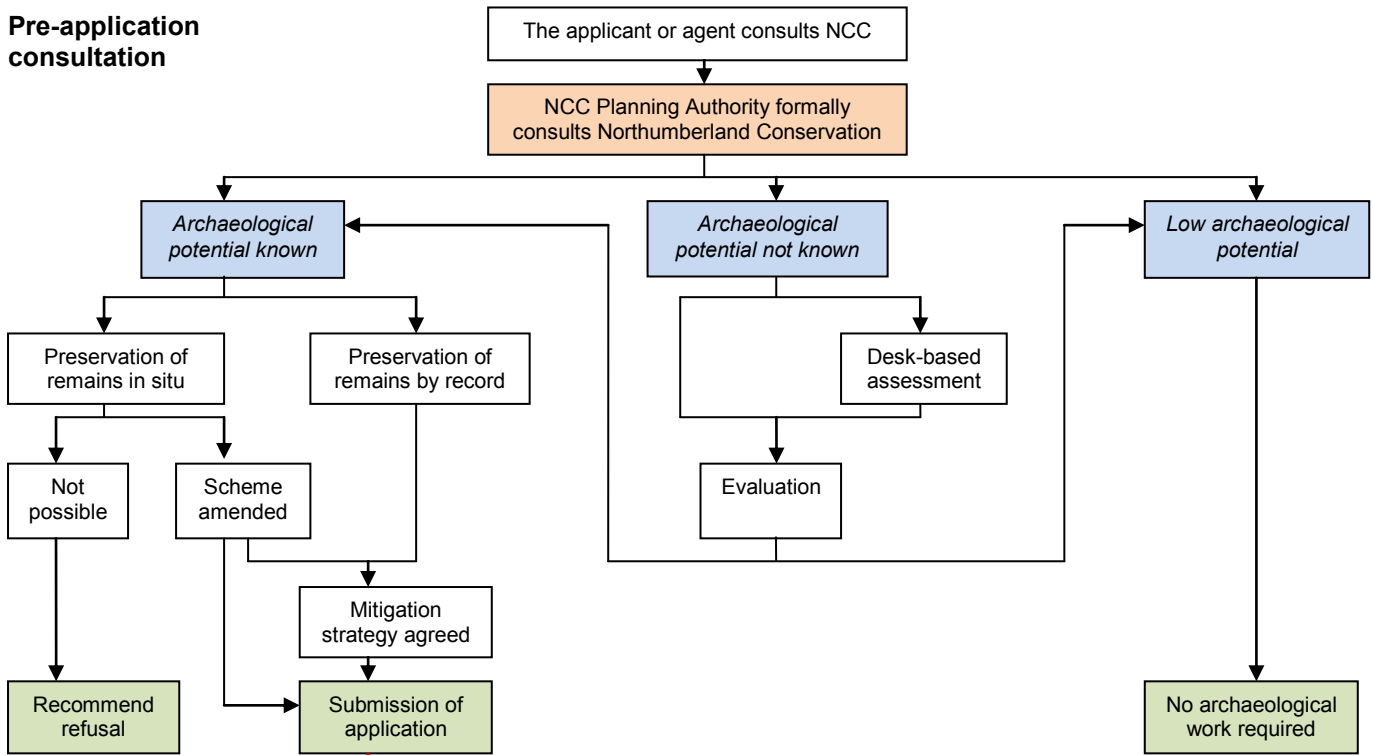 Pre-application
consultation
The applicant or agent consults NCC
NCC Planning Authority formally
consults Northumberland Conservation
Archaeological
potential known
Archaeological
potential not known
Low archaeological
potential
Preservation of
remains in situ
Preservation of
remains by record
Desk-based
assessment
Not
possible
Scheme
amended
Evaluation
Mitigation
strategy agreed
Recommend
refusal
Submission of
application
No archaeological
work required